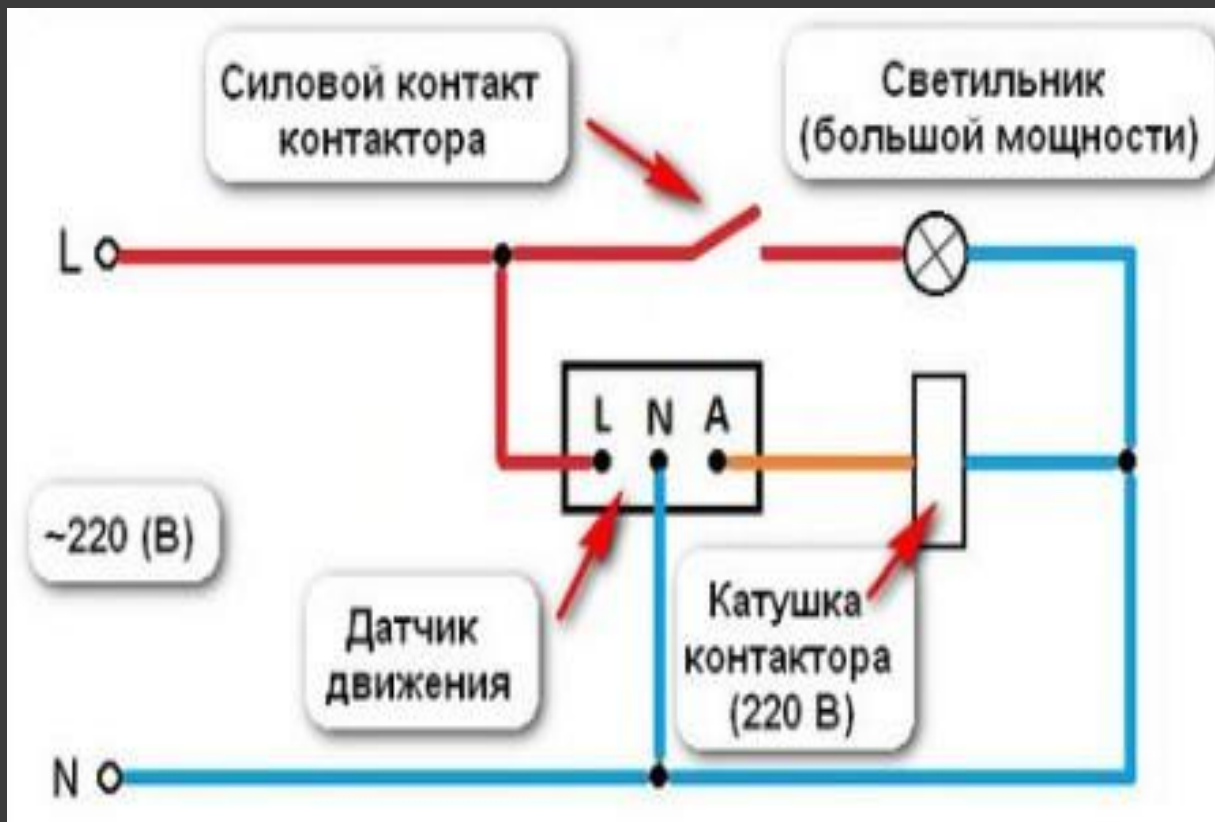 Силовой контакт
контактора
Светильник
(большой мощности)
L
L N A
~220 (В)
Датчик
движения
Катушка
контактора
(220 В)
N